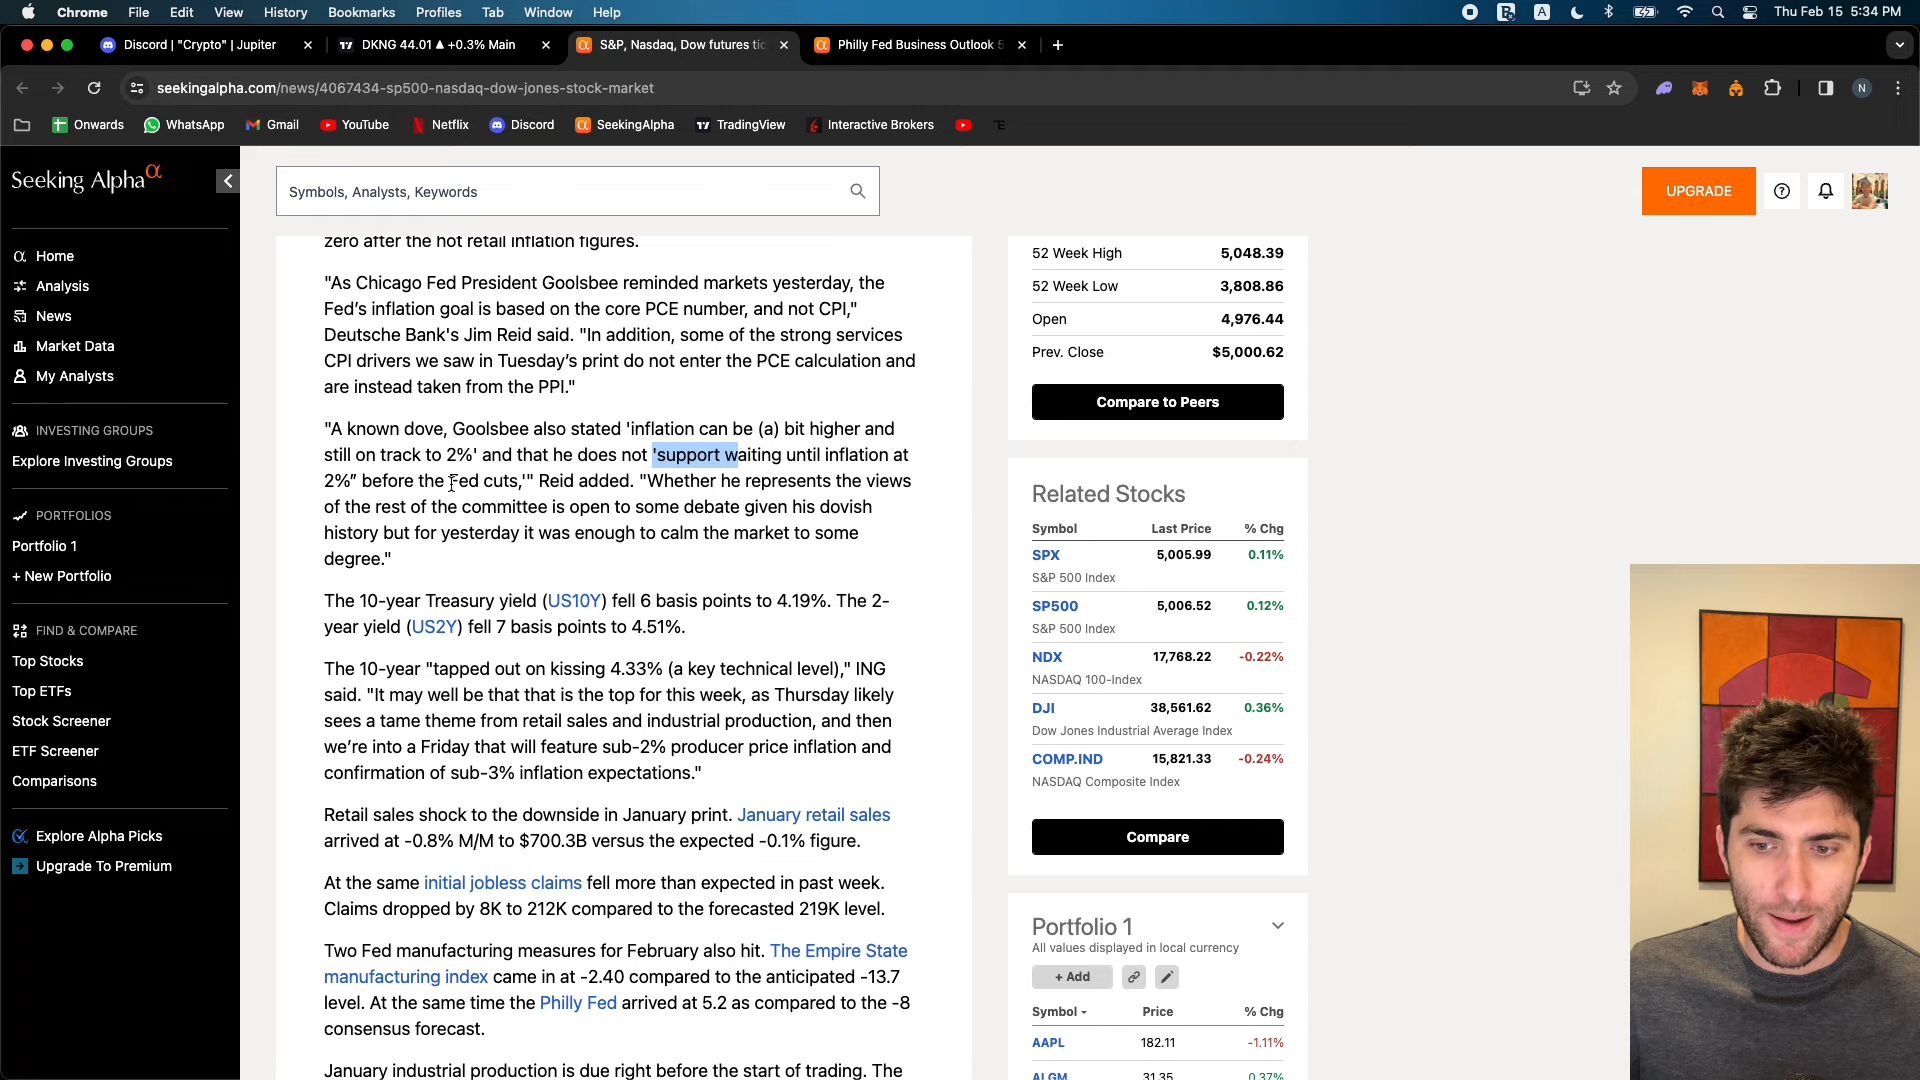 Chrome File Edit View History Bookmarks Profiles Tab Window Help A Thu Feb 15 5:34 PM
Discord | "Crypto" | Jupiter DKNG 44.01 ▲ +0.3% Main S&P, Nasdaq, Dow futures tic Philly Fed Business Outlook
seekingalpha.com/news/4067434-sp500-nasdaq-dow-jones-stock-market N
Onwards WhatsApp Gmail YouTube Netflix Discord SeekingAlpha TradingView Interactive Brokers
Seeking Alpha α
Symbols, Analysts, Keywords
UPGRADE
Home
Analysis
News
Market Data
My Analysts
INVESTING GROUPS
Explore Investing Groups
PORTFOLIOS
Portfolio 1
+ New Portfolio
FIND & COMPARE
Top Stocks
Top ETFs
Stock Screener
ETF Screener
Comparisons
Explore Alpha Picks
Upgrade To Premium
zero after the hot retail inflation figures.
"As Chicago Fed President Goolsbee reminded markets yesterday, the
Fed's inflation goal is based on the core PCE number, and not CPI,"
Deutsche Bank's Jim Reid said. "In addition, some of the strong services
CPI drivers we saw in Tuesday's print do not enter the PCE calculation and
are instead taken from the PPI."
"A known dove, Goolsbee also stated 'inflation can be (a) bit higher and
still on track to 2%' and that he does not 'support waiting until inflation at
2%" before the Fed cuts,'" Reid added. "Whether he represents the views
of the rest of the committee is open to some debate given his dovish
history but for yesterday it was enough to calm the market to some
degree."
The 10-year Treasury yield (US10Y) fell 6 basis points to 4.19%. The 2-
year yield (US2Y) fell 7 basis points to 4.51%.
The 10-year "tapped out on kissing 4.33% (a key technical level)," ING
said. "It may well be that that is the top for this week, as Thursday likely
sees a tame theme from retail sales and industrial production, and then
we're into a Friday that will feature sub-2% producer price inflation and
confirmation of sub-3% inflation expectations."
Retail sales shock to the downside in January print. January retail sales
arrived at -0.8% M/M to $700.3B versus the expected -0.1% figure.
At the same initial jobless claims fell more than expected in past week.
Claims dropped by 8K to 212K compared to the forecasted 219K level.
Two Fed manufacturing measures for February also hit. The Empire State
manufacturing index came in at -2.40 compared to the anticipated -13.7
level. At the same time the Philly Fed arrived at 5.2 as compared to the -8
consensus forecast.
January industrial production is due right before the start of trading. The
52 Week High 5,048.39
52 Week Low 3,808.86
Open 4,976.44
Prev. Close $5,000.62
Compare to Peers
Related Stocks
Symbol Last Price % Chg
SPX 5,005.99 0.11%
S&P 500 Index
SP500 5,006.52 0.12%
S&P 500 Index
NDX 17,768.22 -0.22%
NASDAQ 100-Index
DJI 38,561.62 0.36%
Dow Jones Industrial Average Index
COMP.IND 15,821.33 -0.24%
NASDAQ Composite Index
Compare
Portfolio 1
All values displayed in local currency
+ Add
Symbol Price % Chg
AAPL 182.11 -1.11%
ALGM 31.35 0.37%